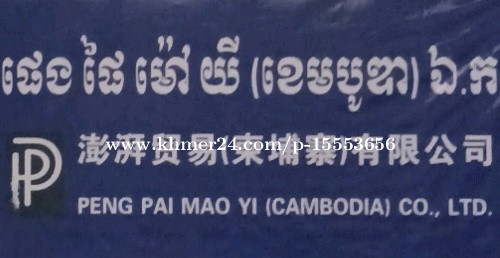 ផេង ផៃ ម៉ៅ យី (ខេមបូឌា) ឯ.ក
澎湃贸易(柬埔寨)有限公司
www.khmer24.com/p-15553656
PENG PAI MAO YI (CAMBODIA) CO., LTD.